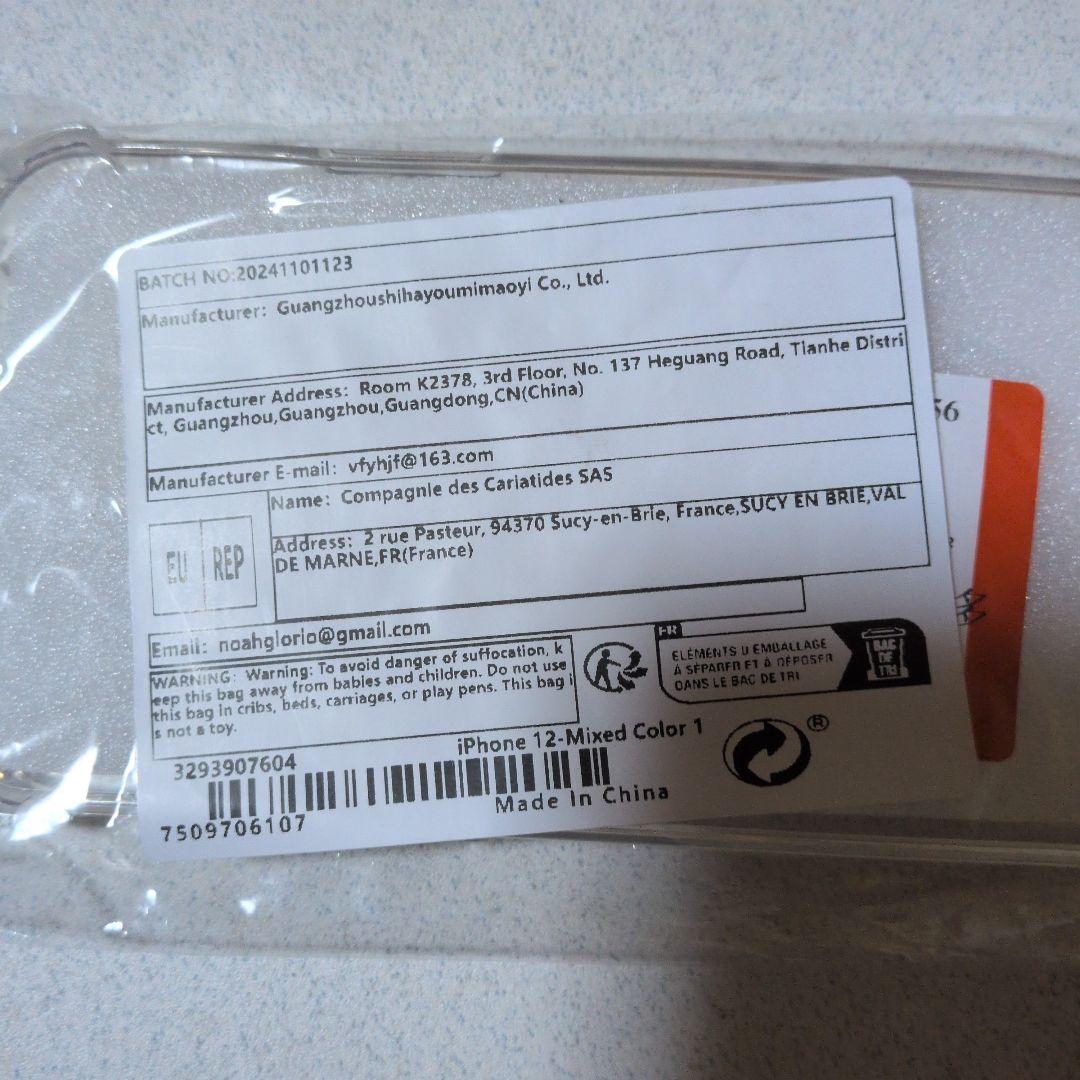 BATCH NO:20241101123
Manufacturer: Guangzhoushihayoumimaoyi Co., Ltd.
Manufacturer Address: Room K2378, 3rd Floor, No. 137 Heguang Road, Tianhe Distri
ct, Guangzhou,Guangzhou,Guangdong,CN(China)
Manufacturer E-mail: vfyhjf@163.com
EU REP
Name: Compagnie des Cariatides SAS
Address: 2 rue Pasteur, 94370 Sucy-en-Brie, France,SUCY EN BRIE,VAL
DE MARNE,FR(France)
Email: noahglorio@gmail.com
WARNING: Warning: To avoid danger of suffocation, k
eep this bag away from babies and children. Do not use
this bag in cribs, beds, carriages, or play pens. This bag i
s not a toy.
FR
ÉLÉMENTS D EMBALLAGE
À SÉPARER ET À DÉPOSER
DANS LE BAC DE TRI
BAC
DE
TRI
iPhone 12-Mixed Color 1
®
3293907604
Made In China
7509706107
56